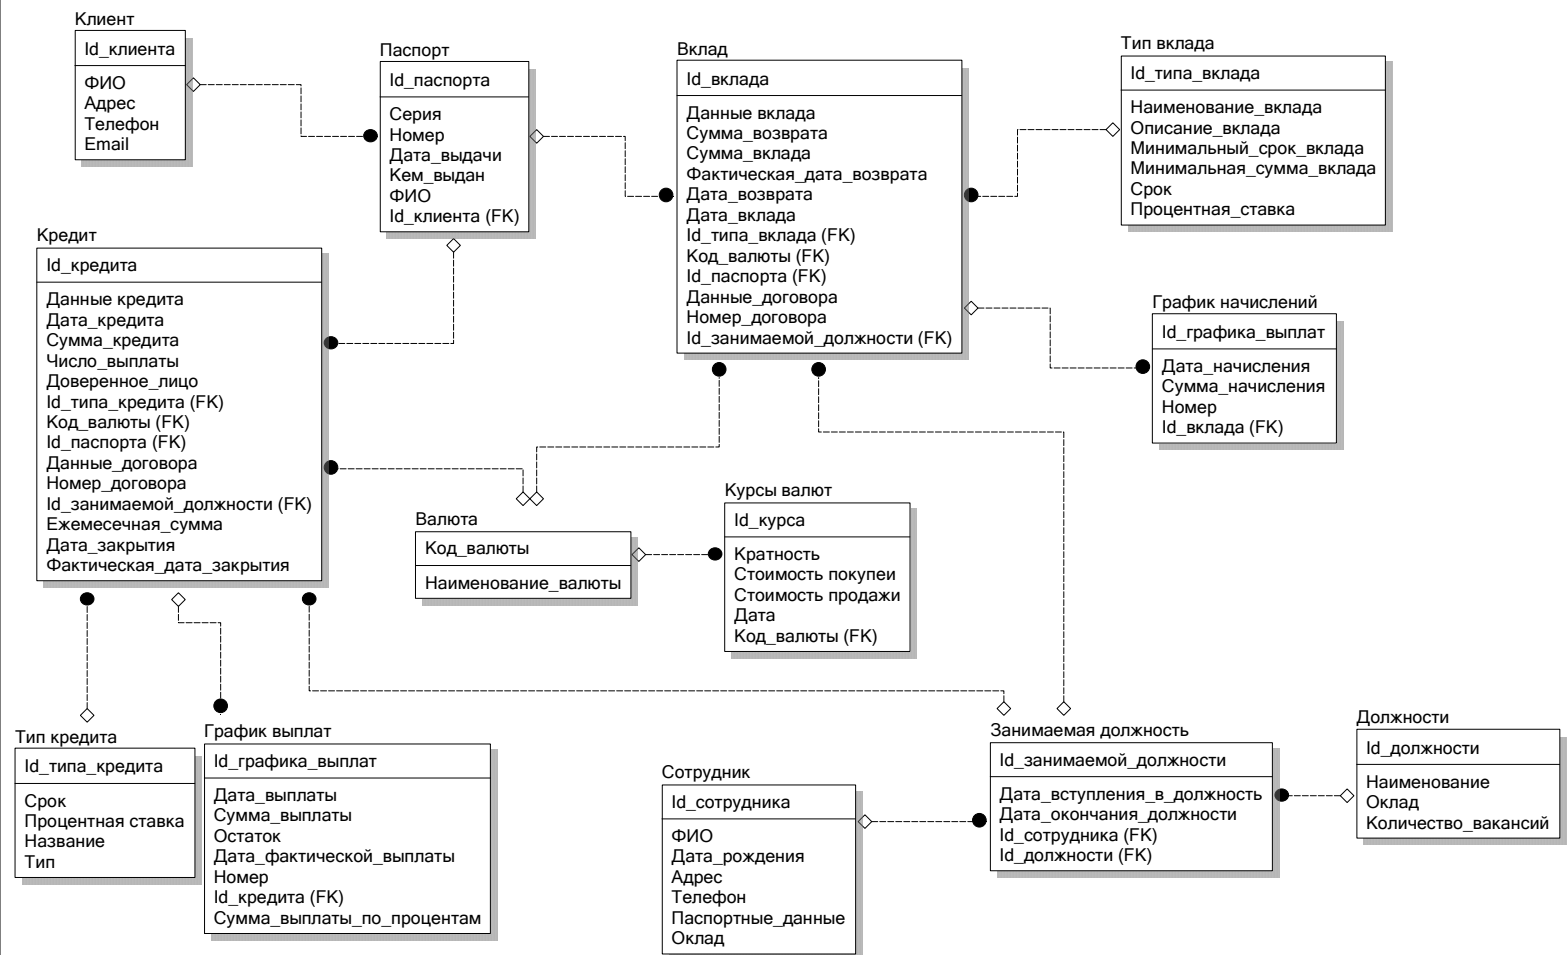 Клиент
Id_клиента
ФИО
Адрес
Телефон
Email
Паспорт
Id_паспорта
Серия
Номер
Дата_выдачи
Кем_выдан
ФИО
Id_клиента (FK)
Вклад
Id_вклада
Данные вклада
Сумма_возврата
Сумма_вклада
Фактическая_дата_возврата
Дата_возврата
Дата_вклада
Id_типа_вклада (FK)
Код_валюты (FK)
Id_паспорта (FK)
Данные_договора
Номер_договора
Id_занимаемой_должности (FK)
Тип вклада
Id_типа_вклада
Наименование_вклада
Описание_вклада
Минимальный_срок_вклада
Минимальная_сумма_вклада
Срок
Процентная_ставка
Кредит
Id_кредита
Данные кредита
Дата_кредита
Сумма_кредита
Число_выплаты
Доверенное_лицо
Id_типа_кредита (FK)
Код_валюты (FK)
Id_паспорта (FK)
Данные_договора
Номер_договора
Id_занимаемой_должности (FK)
Ежемесечная_сумма
Дата_закрытия
Фактическая_дата_закрытия
График начислений
Id_графика_выплат
Дата_начисления
Сумма_начисления
Номер
Id_вклада (FK)
Валюта
Код_валюты
Наименование_валюты
Курсы валют
Id_курса
Кратность
Стоимость покупеи
Стоимость продажи
Дата
Код_валюты (FK)
Тип кредита
Id_типа_кредита
Срок
Процентная ставка
Название
Тип
График выплат
Id_графика_выплат
Дата_выплаты
Сумма_выплаты
Остаток
Дата_фактической_выплаты
Номер
Id_кредита (FK)
Сумма_выплаты_по_процентам
Сотрудник
Id_сотрудника
ФИО
Дата_рождения
Адрес
Телефон
Паспортные_данные
Оклад
Занимаемая должность
Id_занимаемой_должности
Дата_вступления_в_должность
Дата_окончания_должности
Id_сотрудника (FK)
Id_должности (FK)
Должности
Id_должности
Наименование
Оклад
Количество_вакансий